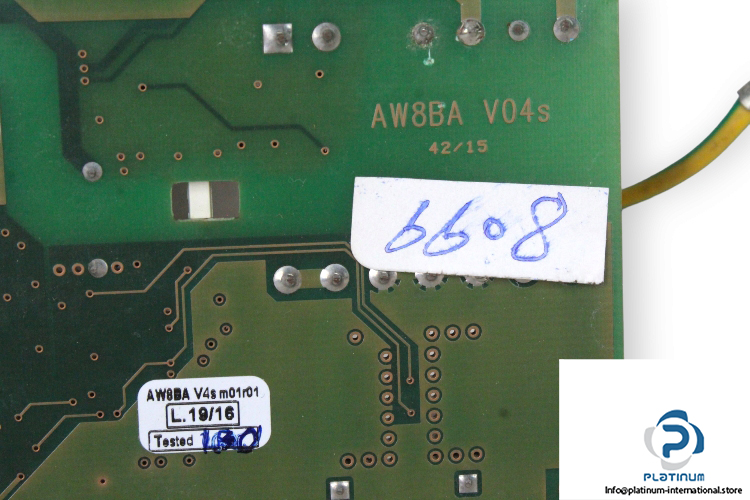 AW8BA V04s
42/15
6608
AW8BA V4s m01r01
L.19/16
Tested
PLATINUM
Info@platinum-international.store